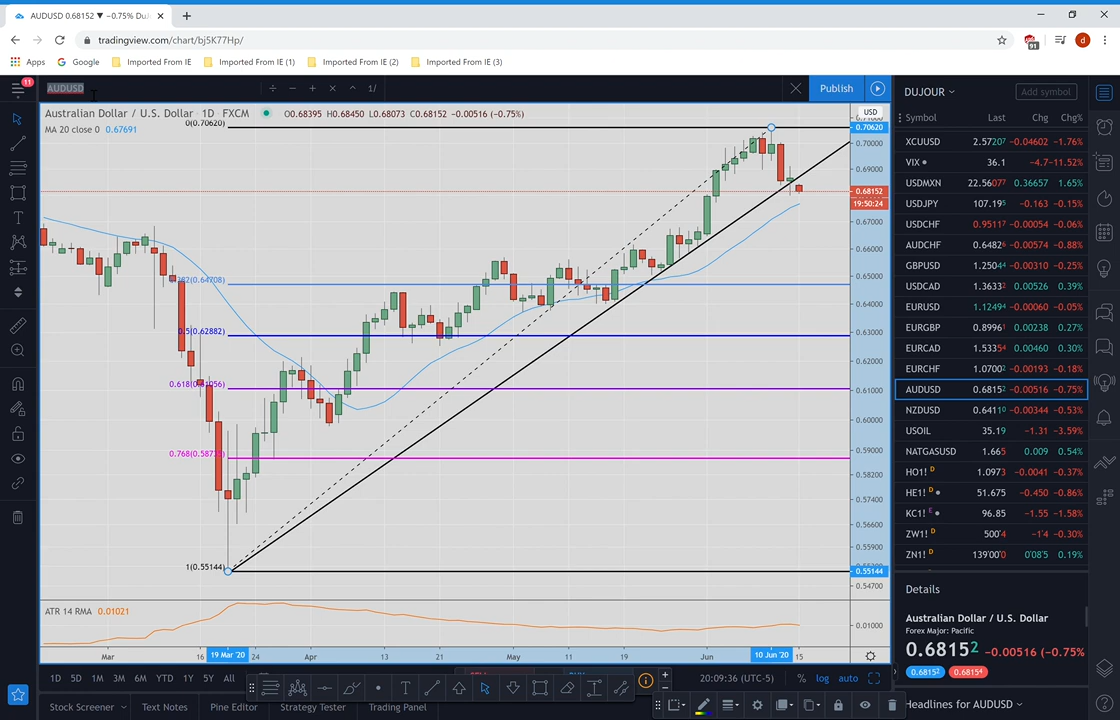 AUDUSD 0.68152 ▼ −0.75% DuJ
tradingview.com/chart/bj5K77Hp/
91
d
Apps
Google
Imported From IE
Imported From IE (1)
Imported From IE (2)
Imported From IE (3)
11
AUDUSD
÷ − + × ^ 1/
Publish
DUJOUR
Add symbol
Australian Dollar / U.S. Dollar · 1D · FXCM
O0.68395 H0.68450 L0.68073 C0.68152 −0.00516 (−0.75%)
MA 20 close 0 0.67691
USD
0(0.70620)
0.70620
0.70000
0.69000
0.68152
19:50:24
0.67000
0.66000
0.65000
0.64000
0.63000
0.62000
0.61000
0.60000
0.59000
0.58200
0.57400
0.56600
0.55900
0.55144
0.54700
0.5(0.62882)
1(0.55144)
ATR 14 RMA 0.01021
0.01000
Mar 16 19 Mar '20 24 Apr 13 21 May 11 19 Jun 10 Jun '20 15
1D 5D 1M 3M 6M YTD 1Y 5Y All
20:09:36 (UTC-5)
% log auto
Stock Screener
Text Notes
Pine Editor
Strategy Tester
Trading Panel
Symbol Last Chg Chg%
XCUUSD 2.57207 −0.04602 −1.76%
VIX 36.1 −4.7 −11.52%
USDMXN 22.56077 0.36657 1.65%
USDJPY 107.195 −0.163 −0.15%
USDCHF 0.95117 −0.00054 −0.06%
AUDCHF 0.64826 −0.00574 −0.88%
GBPUSD 1.25044 −0.00310 −0.25%
USDCAD 1.36332 0.00526 0.39%
EURUSD 1.12494 −0.00060 −0.05%
EURGBP 0.8996 0.00238 0.27%
EURCAD 1.53354 0.00460 0.30%
EURCHF 1.07002 −0.00193 −0.18%
AUDUSD 0.68152 −0.00516 −0.75%
NZDUSD 0.64110 −0.00344 −0.53%
USOIL 35.19 −1.31 −3.59%
NATGASUSD 1.665 0.009 0.54%
HO1! D 1.0973 −0.0041 −0.37%
HE1! D 51.675 −0.450 −0.86%
KC1! E 96.85 −1.55 −1.58%
ZW1! D 500'4 −1'4 −0.30%
ZN1! D 139'00'0 0'08'5 0.19%
Details
Australian Dollar / U.S. Dollar
Forex Major: Pacific
0.68152 −0.00516 (−0.75%
0.68152 0.68154
Headlines for AUDUSD